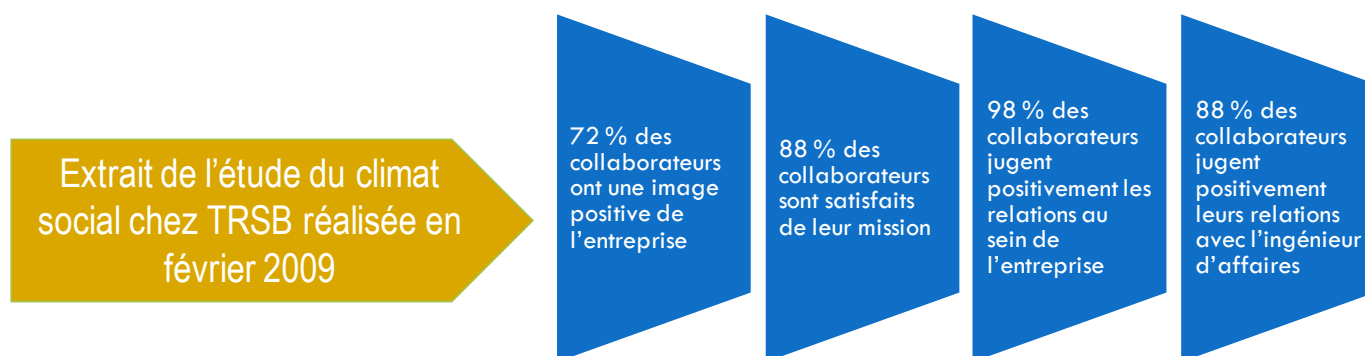 Extrait de l’étude du climat
social chez TRSB réalisée en
février 2009
72 % des
collaborateurs
ont une image
positive de
l’entreprise
88 % des
collaborateurs
sont satisfaits
de leur mission
98 % des
collaborateurs
jugent
positivement les
relations au
sein de
l’entreprise
88 % des
collaborateurs
jugent
positivement
leurs relations
avec l’ingénieur
d’affaires